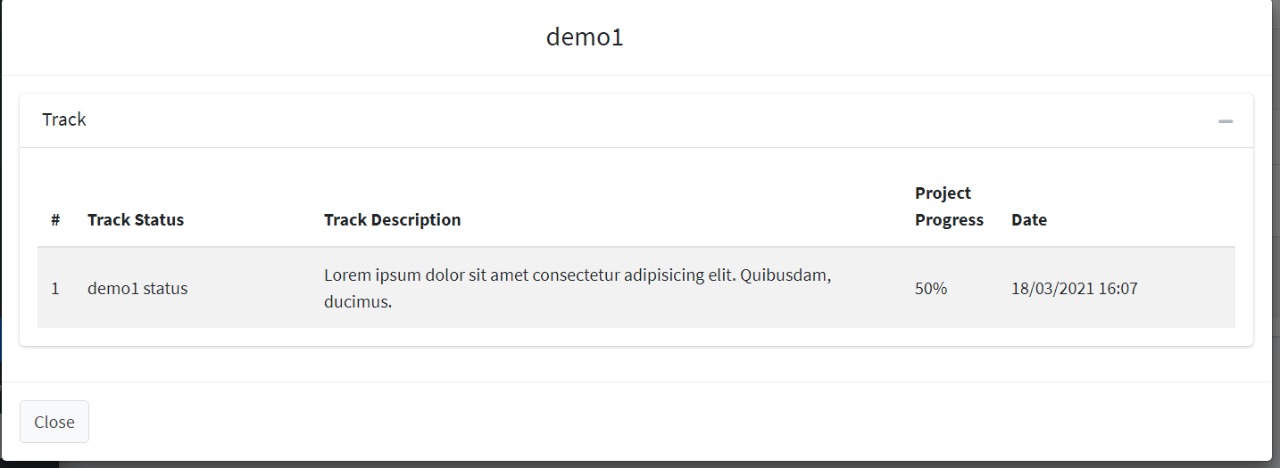 demo1
Track
# Track Status Track Description Project Progress Date
1 demo1 status Lorem ipsum dolor sit amet consectetur adipisicing elit. Quibusdam, ducimus. 50% 18/03/2021 16:07
Close